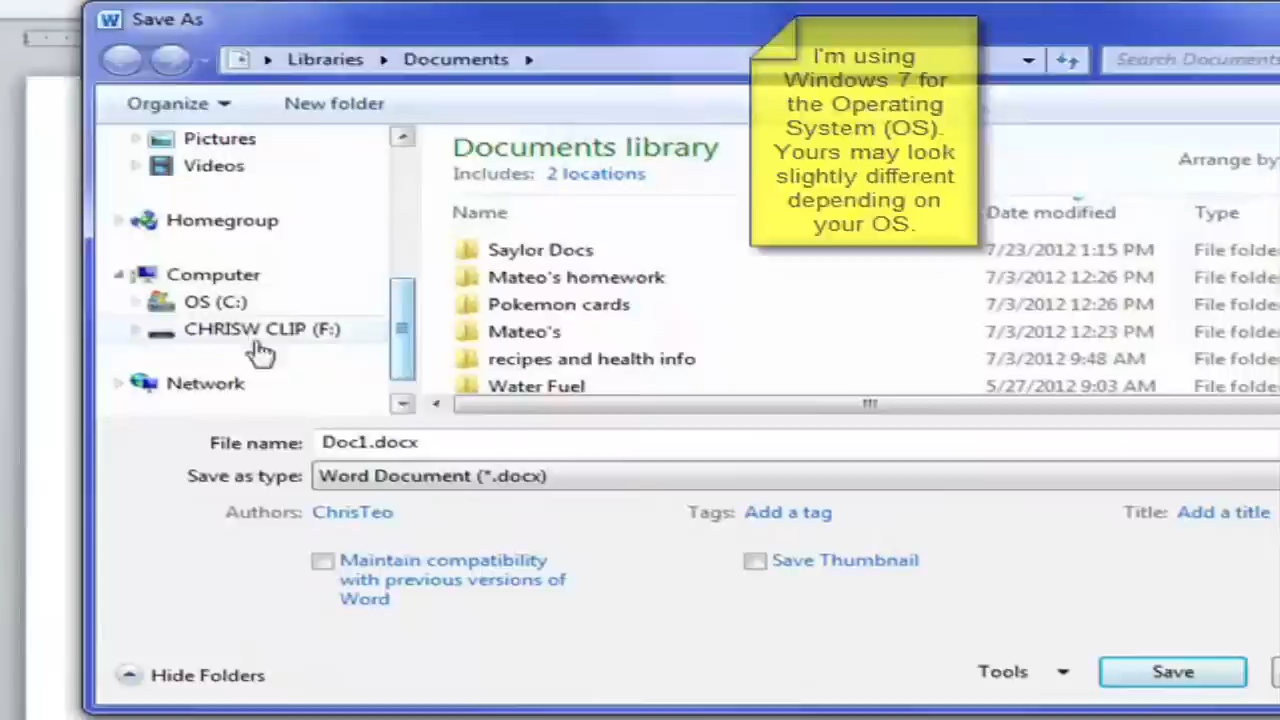 Save As
Libraries
Documents
Search Documents
I'm using
Windows 7 for
the Operating
System (OS).
Yours may look
slightly different
depending on
your OS.
Organize
New folder
Pictures
Videos
Homegroup
Computer
OS (C:)
CHRISW CLIP (F:)
Network
Documents library
Includes: 2 locations
Arrange by
Name
Date modified
Type
Saylor Docs
7/23/2012 1:15 PM
File folde
Mateo's homework
7/3/2012 12:26 PM
File folde
Pokemon cards
7/3/2012 12:26 PM
File folde
Mateo's
7/3/2012 12:23 PM
File folde
recipes and health info
7/3/2012 9:48 AM
File folde
Water Fuel
5/27/2012 9:03 AM
File folde
File name: Doc1.docx
Save as type: Word Document (*.docx)
Authors: ChrisTeo
Tags: Add a tag
Title: Add a title
Maintain compatibility
with previous versions of
Word
Save Thumbnail
Hide Folders
Tools
Save